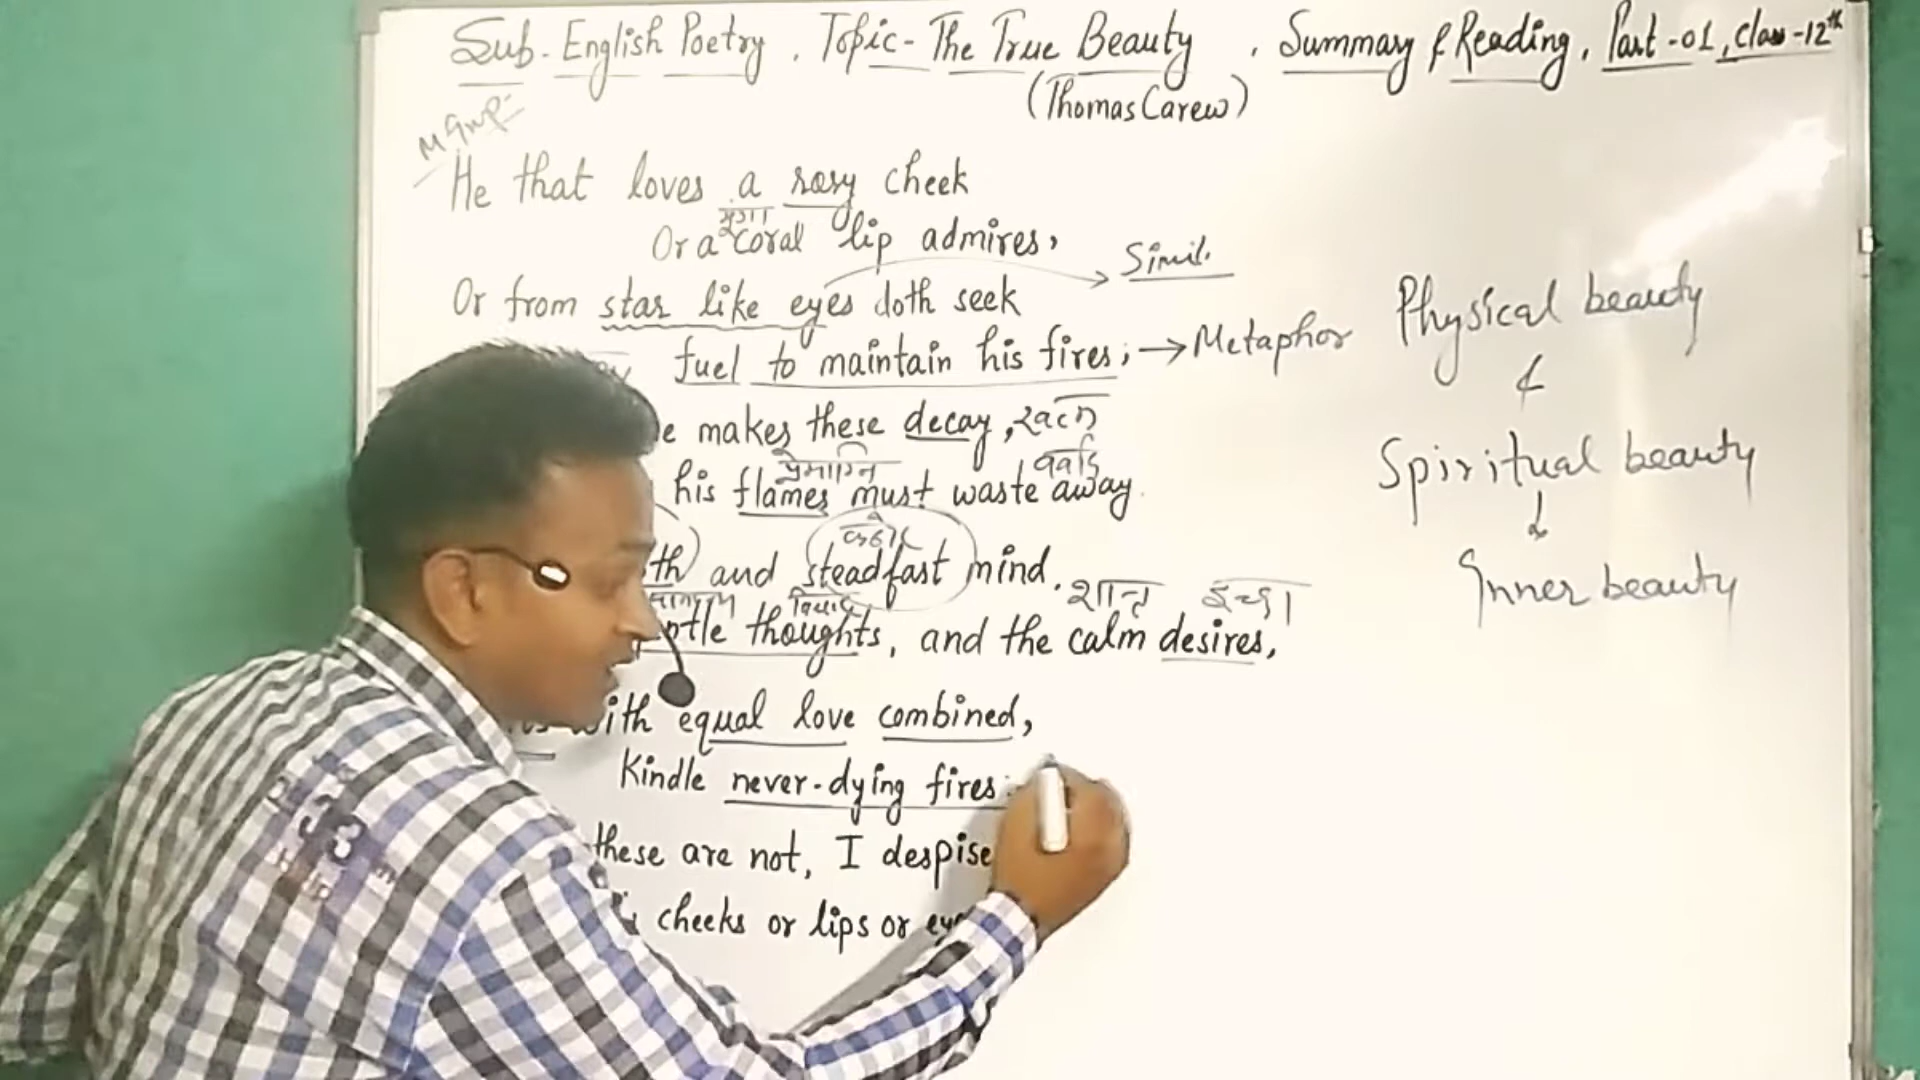 Sub- English Poetry . Topic- The True Beauty . Summary & Reading . Part-01, Class-12th
(Thomas Carew)
He that loves a rosy cheek
मूंगा
Or a coral lip admires,
Simil.
Or from star like eyes doth seek
fuel to maintain his fires; → Metaphor
makes these decay,
प्रेमाग्नि
his flames must waste away.
and steadfast mind.
शान्त इच्छा
thoughts, and the calm desires,
with equal love combined,
Kindle never-dying fires
these are not, I despise
cheeks or lips or
Physical beauty
&
Spiritual beauty
↓
Inner beauty